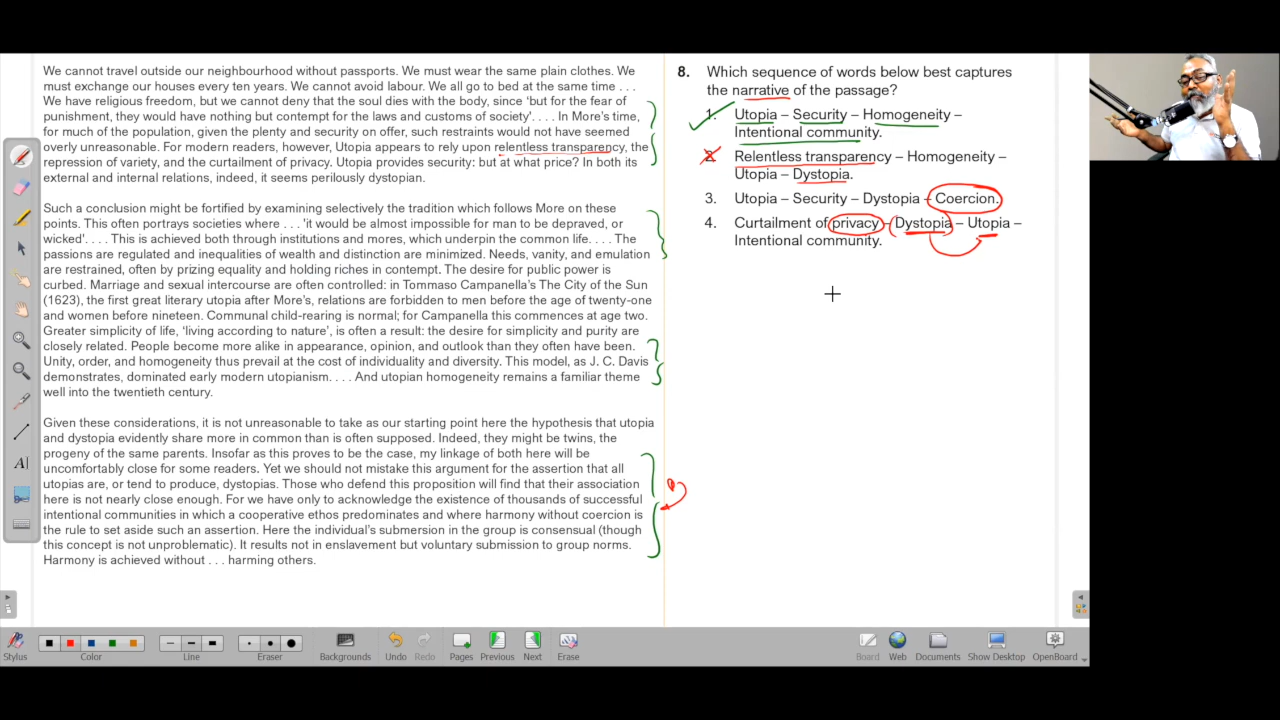 We cannot travel outside our neighbourhood without passports. We must wear the same plain clothes. We
must exchange our houses every ten years. We cannot avoid labour. We all go to bed at the same time . . .
We have religious freedom, but we cannot deny that the soul dies with the body, since 'but for the fear of
punishment, they would have nothing but contempt for the laws and customs of society'. . . . In More's time,
for much of the population, given the plenty and security on offer, such restraints would not have seemed
overly unreasonable. For modern readers, however, Utopia appears to rely upon relentless transparency, the
repression of variety, and the curtailment of privacy. Utopia provides security: but at what price? In both its
external and internal relations, indeed, it seems perilously dystopian.
Such a conclusion might be fortified by examining selectively the tradition which follows More on these
points. This often portrays societies where . . . 'it would be almost impossible for man to be depraved, or
wicked'. . . . This is achieved both through institutions and mores, which underpin the common life. . . . The
passions are regulated and inequalities of wealth and distinction are minimized. Needs, vanity, and emulation
are restrained, often by prizing equality and holding riches in contempt. The desire for public power is
curbed. Marriage and sexual intercourse are often controlled: in Tommaso Campanella's The City of the Sun
(1623), the first great literary utopia after More's, relations are forbidden to men before the age of twenty-one
and women before nineteen. Communal child-rearing is normal; for Campanella this commences at age two.
Greater simplicity of life, 'living according to nature', is often a result: the desire for simplicity and purity are
closely related. People become more alike in appearance, opinion, and outlook than they often have been.
Unity, order, and homogeneity thus prevail at the cost of individuality and diversity. This model, as J. C. Davis
demonstrates, dominated early modern utopianism. . . . And utopian homogeneity remains a familiar theme
well into the twentieth century.
Given these considerations, it is not unreasonable to take as our starting point here the hypothesis that utopia
and dystopia evidently share more in common than is often supposed. Indeed, they might be twins, the
progeny of the same parents. Insofar as this proves to be the case, my linkage of both here will be
uncomfortably close for some readers. Yet we should not mistake this argument for the assertion that all
utopias are, or tend to produce, dystopias. Those who defend this proposition will find that their association
here is not nearly close enough. For we have only to acknowledge the existence of thousands of successful
intentional communities in which a cooperative ethos predominates and where harmony without coercion is
the rule to set aside such an assertion. Here the individual's submersion in the group is consensual (though
this concept is not unproblematic). It results not in enslavement but voluntary submission to group norms.
Harmony is achieved without . . . harming others.
8. Which sequence of words below best captures
the narrative of the passage?
1. Utopia – Security – Homogeneity –
Intentional community.
2. Relentless transparency – Homogeneity –
Utopia – Dystopia.
3. Utopia – Security – Dystopia – Coercion.
4. Curtailment of privacy – Dystopia – Utopia –
Intentional community.
Stylus Color Line Eraser Backgrounds Undo Redo Pages Previous Next Erase Board Web Documents Show Desktop OpenBoard